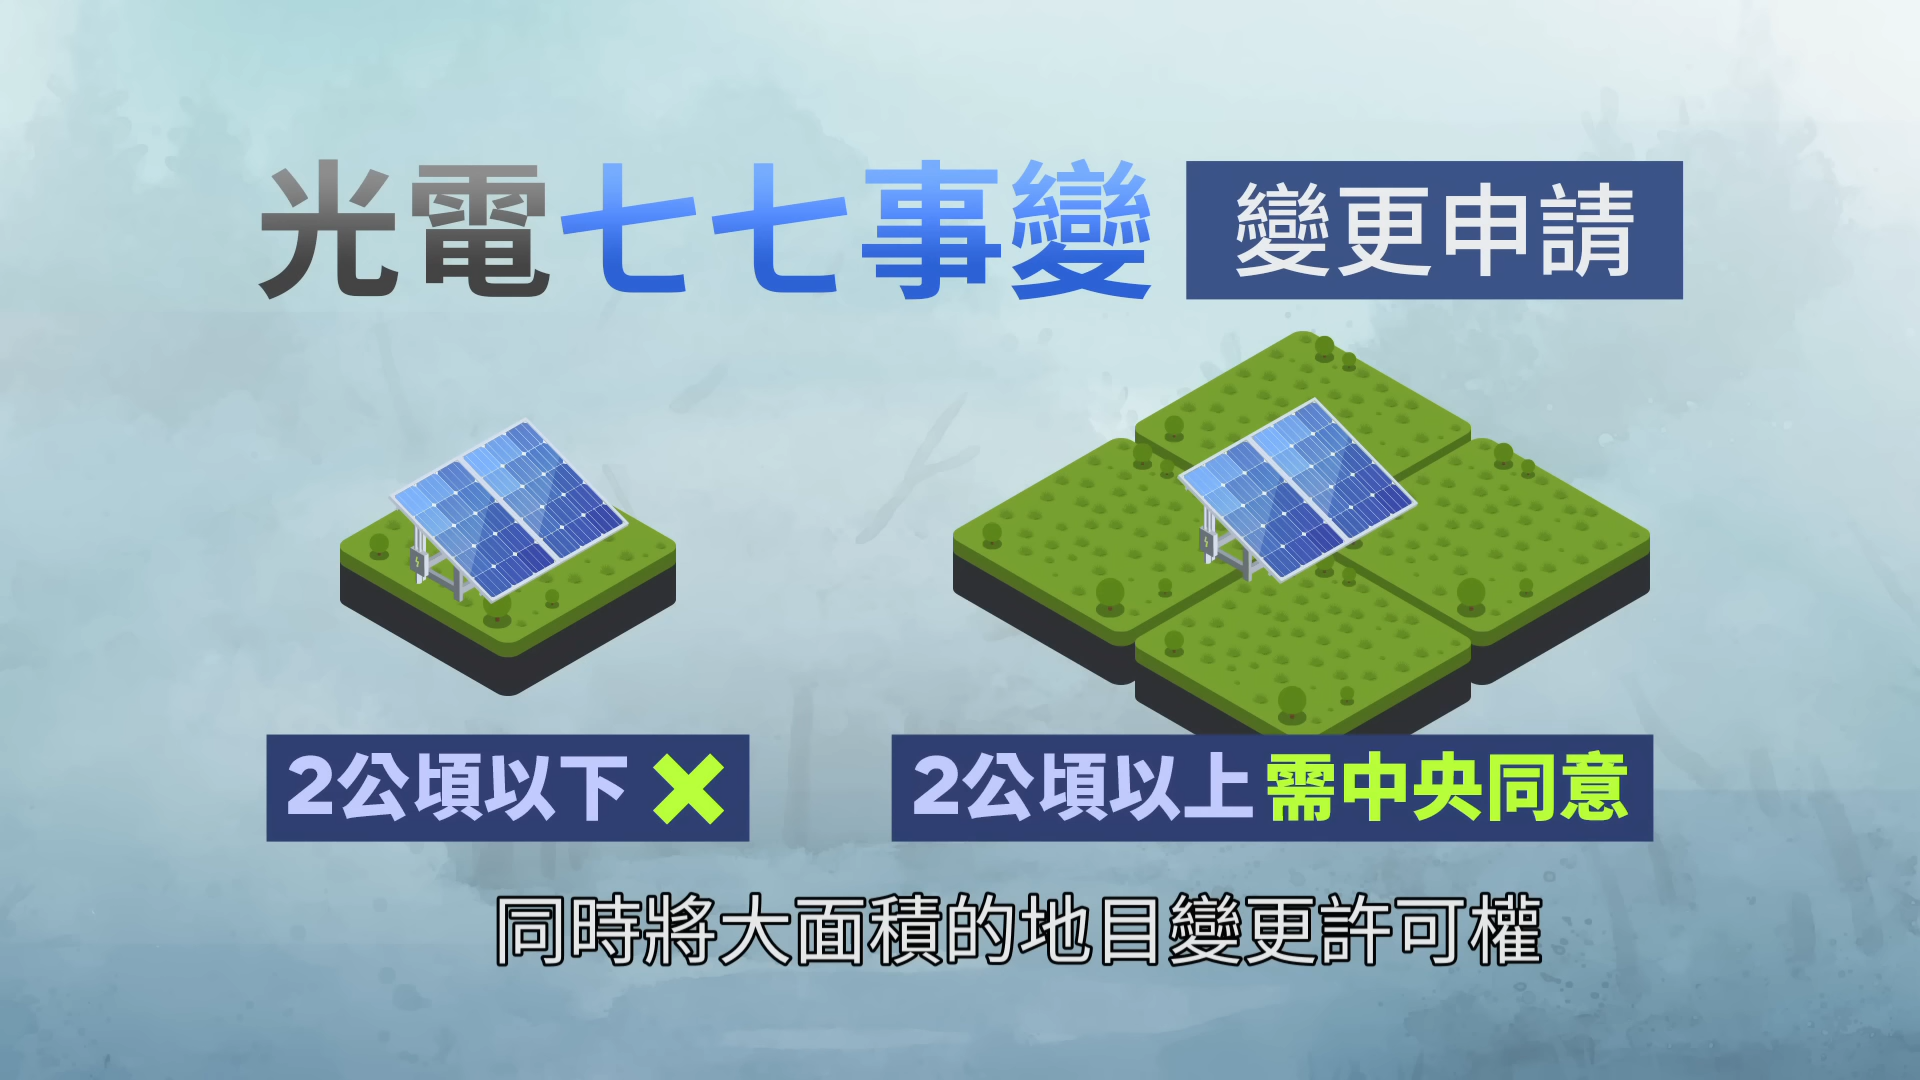 光電七七事變 變更申請
2公頃以下 ✕
2公頃以上 需中央同意
同時將大面積的地目變更許可權